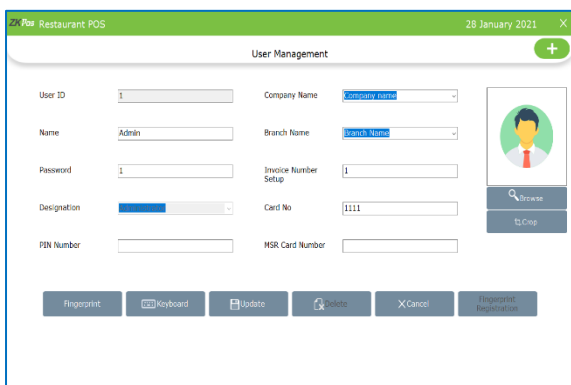 ZKPos Restaurant POS 28 January 2021 X
User Management
User ID 1 Company Name Company name
Name Admin Branch Name Branch Name
Password 1 Invoice Number Setup 1
Designation Card No 1111
PIN Number MSR Card Number
Browse
Crop
Fingerprint Keyboard Update Delete Cancel Fingerprint Registration